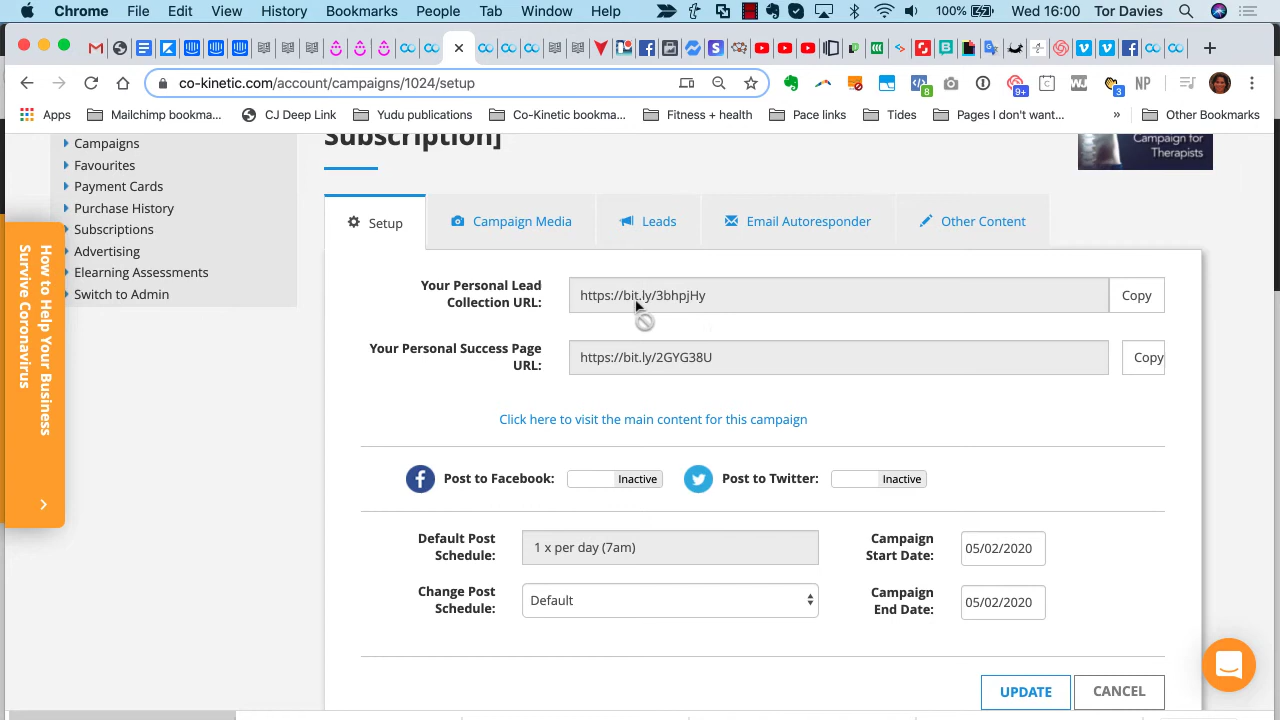 Chrome File Edit View History Bookmarks People Tab Window Help 100% Wed 16:00 Tor Davies
co-kinetic.com/account/campaigns/1024/setup
8 9+ WJ 3 NP
Apps Mailchimp bookma... CJ Deep Link Yudu publications Co-Kinetic bookma... Fitness + health Pace links Tides Pages I don't want... » Other Bookmarks
Subscription]
Campaign for
Therapists
Campaigns
Favourites
Payment Cards
Purchase History
Subscriptions
Advertising
Elearning Assessments
Switch to Admin
How to Help Your Business
Survive Coronavirus
Setup Campaign Media Leads Email Autoresponder Other Content
Your Personal Lead
Collection URL:
https://bit.ly/3bhpjHy Copy
Your Personal Success Page
URL:
https://bit.ly/2GYG38U Copy
Click here to visit the main content for this campaign
Post to Facebook: Inactive Post to Twitter: Inactive
Default Post
Schedule:
1 x per day (7am)
Campaign
Start Date:
05/02/2020
Change Post
Schedule:
Default
Campaign
End Date:
05/02/2020
UPDATE CANCEL